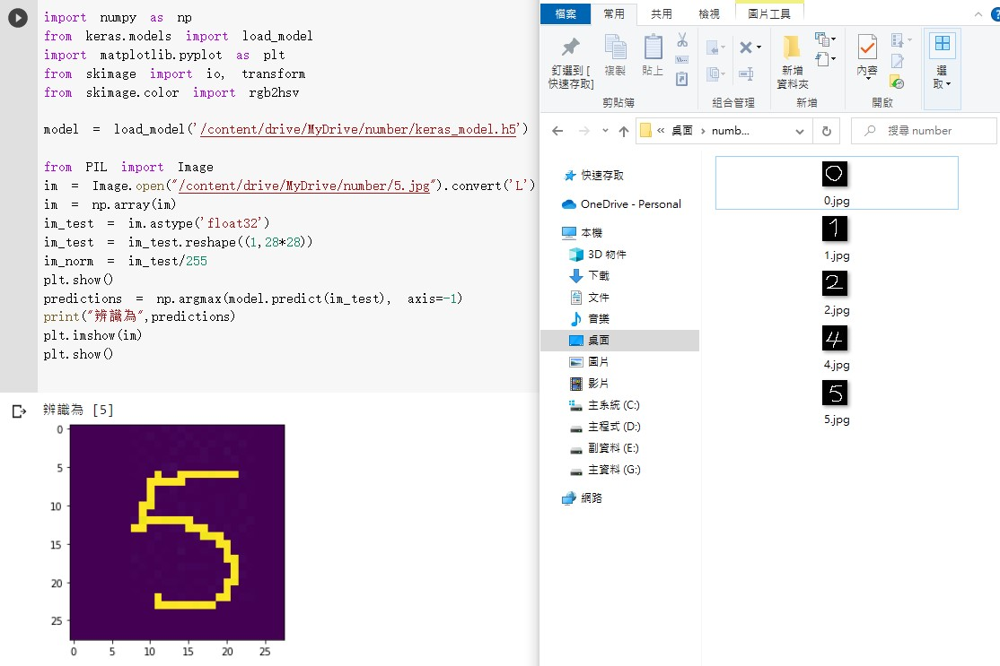 import numpy as np
from keras.models import load_model
import matplotlib.pyplot as plt
from skimage import io, transform
from skimage.color import rgb2hsv
model = load_model('/content/drive/MyDrive/number/keras_model.h5')
from PIL import Image
im = Image.open("/content/drive/MyDrive/number/5.jpg").convert('L')
im = np.array(im)
im_test = im.astype('float32')
im_test = im_test.reshape((1,28*28))
im_norm = im_test/255
plt.show()
predictions = np.argmax(model.predict(im_test), axis=-1)
print("辨識為",predictions)
plt.imshow(im)
plt.show()
辨識為 [5]
0
5
10
15
20
25
0 5 10 15 20 25
5
檔案 常用 共用 檢視 圖片工具
釘選到 [
快速存取]
複製
貼上
新增
資料夾
內容
選
取
剪貼簿 組合管理 新增 開啟
« 桌面 › numb...
搜尋 number
快速存取
OneDrive - Personal
本機
3D 物件
下載
文件
音樂
桌面
圖片
影片
主系統 (C:)
主程式 (D:)
副資料 (E:)
主資料 (G:)
網路
0
0.jpg
1
1.jpg
2
2.jpg
4
4.jpg
5
5.jpg